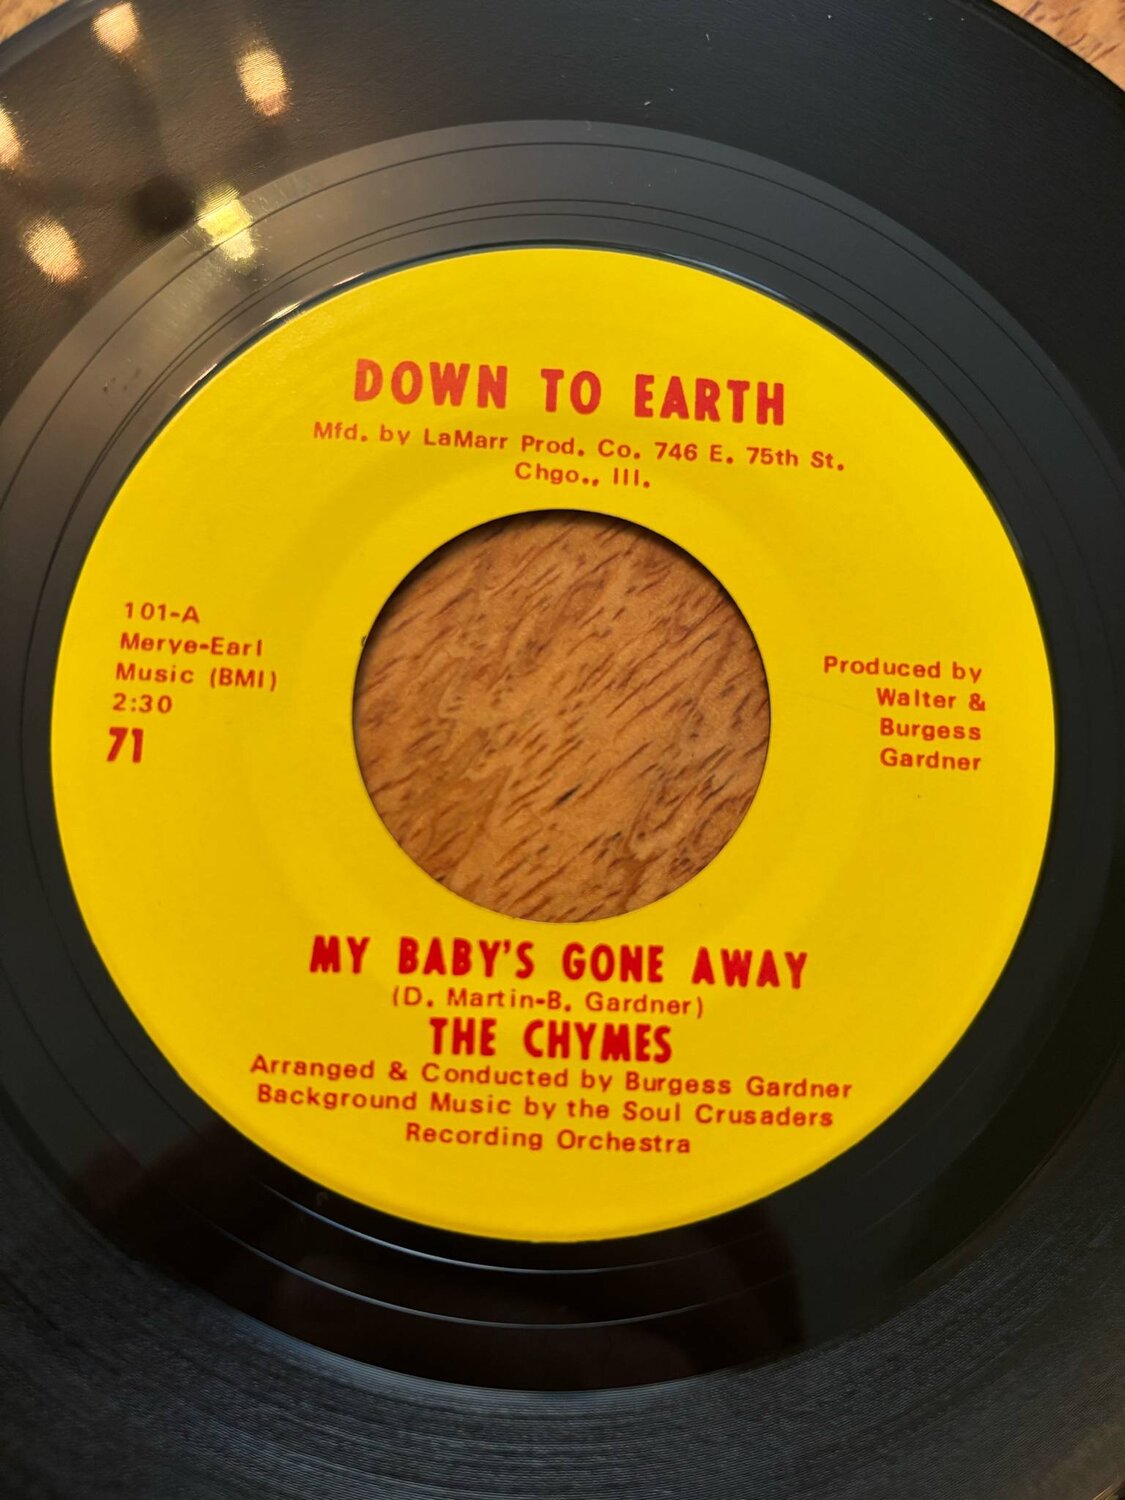 DOWN TO EARTH
Mfd. by LaMarr Prod. Co. 746 E. 75th St.
Chgo., Ill.
101-A
Merve-Earl
Music (BMI)
2:30
71
Produced by
Walter &
Burgess
Gardner
MY BABY'S GONE AWAY
(D. Martin-B. Gardner)
THE CHYMES
Arranged & Conducted by Burgess Gardner
Background Music by the Soul Crusaders
Recording Orchestra